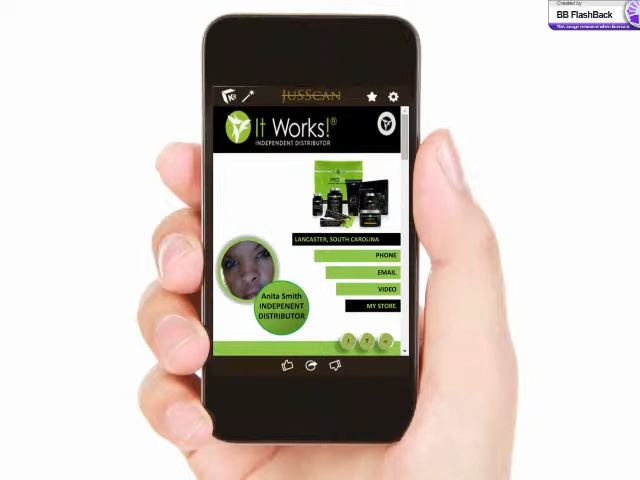 Created by
BB FlashBack
JUSSCAN
It Works!®
INDEPENDENT DISTRIBUTOR
LANCASTER, SOUTH CAROLINA
PHONE
EMAIL
VIDEO
MY STORE
Anita Smith
INDEPENENT
DISTRIBUTOR